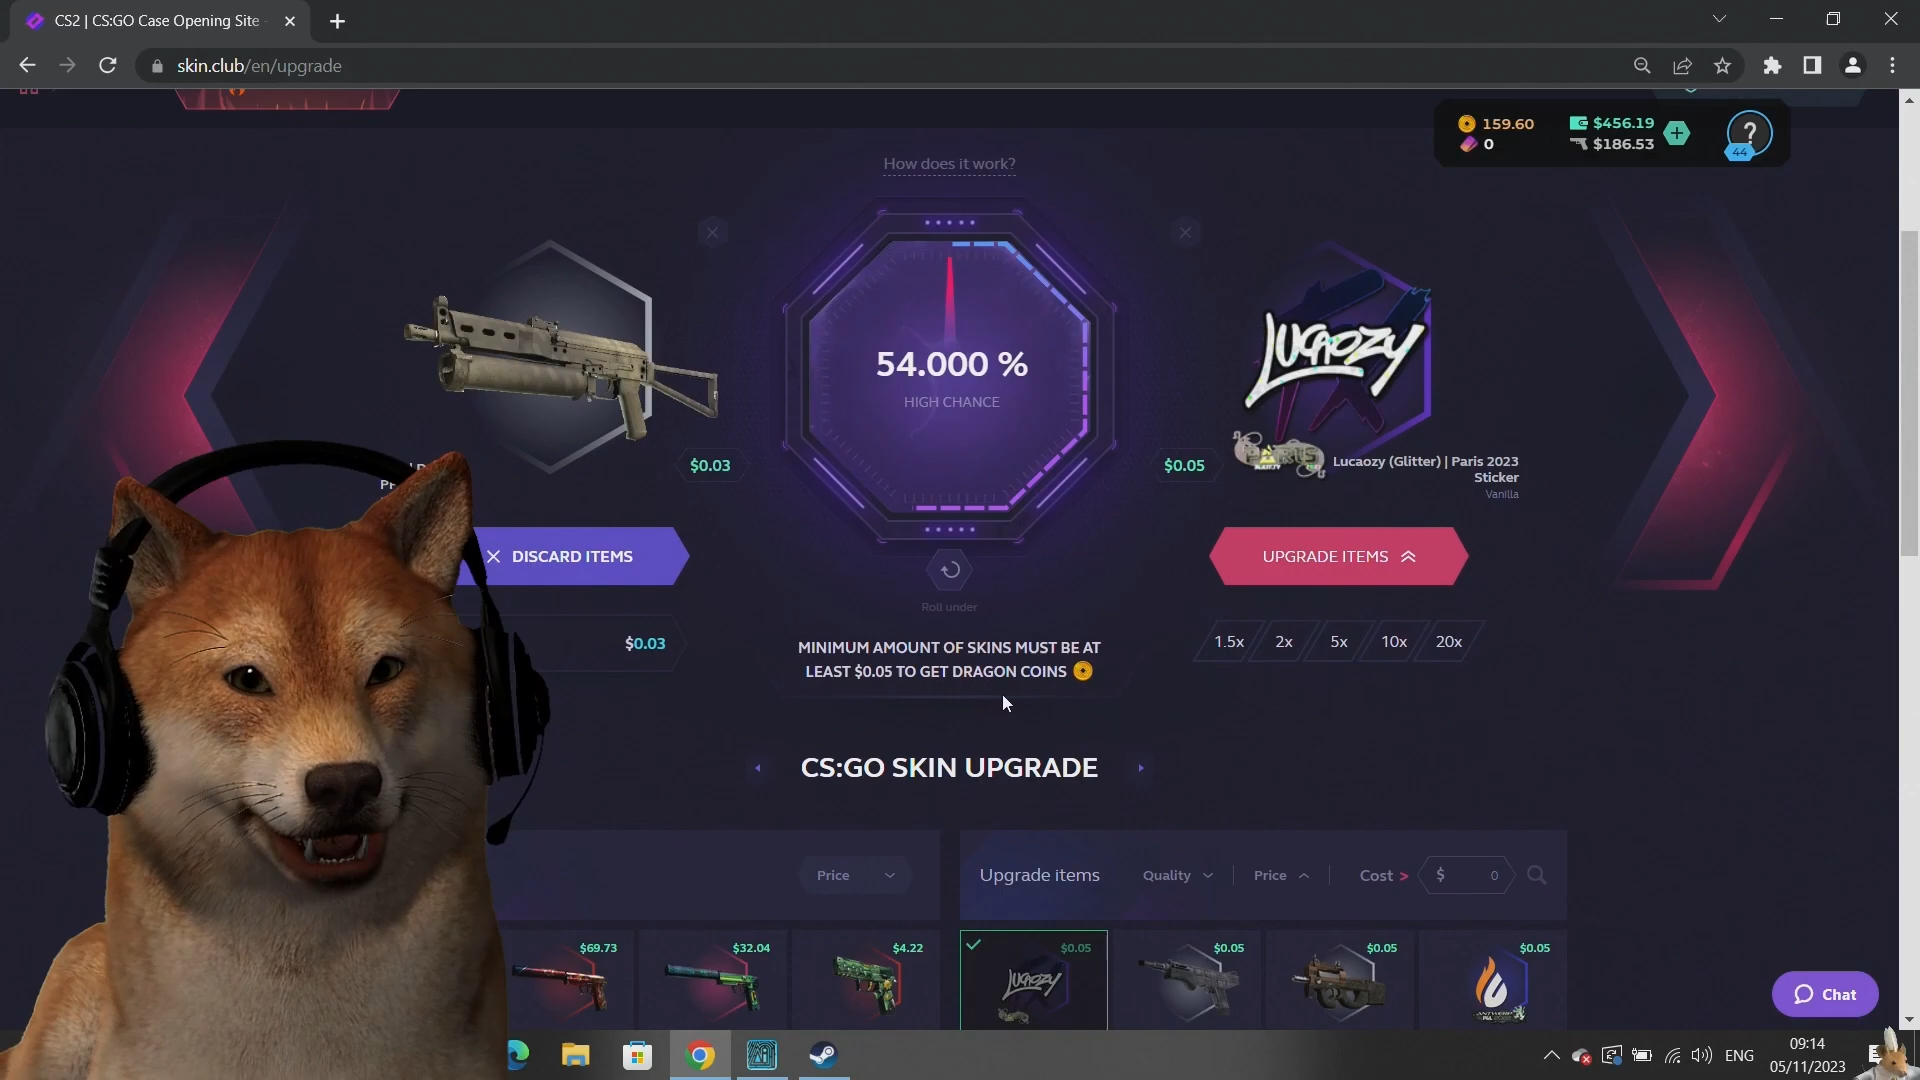 CS2 | CS:GO Case Opening Site
skin.club/en/upgrade
159.60
$456.19
0
$186.53
44
How does it work?
54.000 %
HIGH CHANCE
LUCAOZY
PARIS
$0.03
$0.05
Lucaozy (Glitter) | Paris 2023
Sticker
Vanilla
DISCARD ITEMS
UPGRADE ITEMS
Roll under
$0.03
1.5x
2x
5x
10x
20x
MINIMUM AMOUNT OF SKINS MUST BE AT
LEAST $0.05 TO GET DRAGON COINS
CS:GO SKIN UPGRADE
Price
Upgrade items
Quality
Price
Cost >
$
0
$69.73
$32.04
$4.22
$0.05
$0.05
$0.05
$0.05
LUCAOZY
ANTWERP
Chat
ENG
09:14
05/11/2023